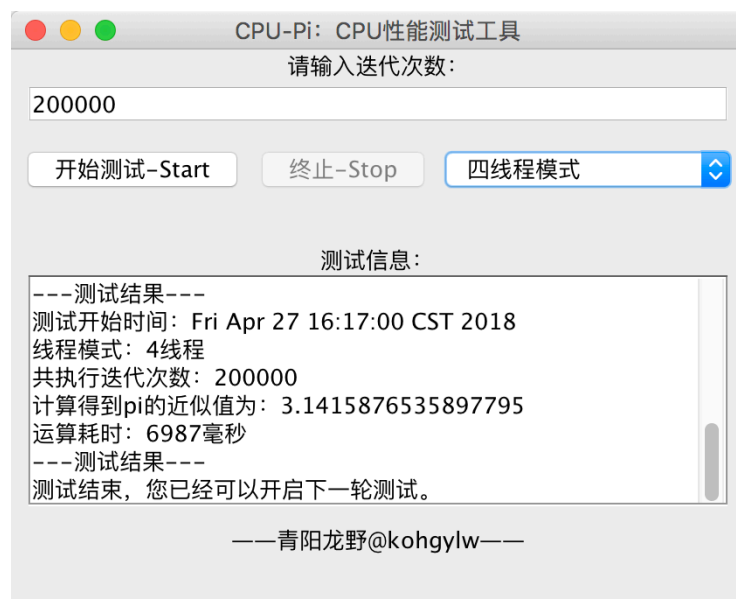 CPU-Pi：CPU性能测试工具
请输入迭代次数：
200000
开始测试-Start 终止-Stop 四线程模式
测试信息：
---测试结果---
测试开始时间：Fri Apr 27 16:17:00 CST 2018
线程模式：4线程
共执行迭代次数：200000
计算得到pi的近似值为：3.1415876535897795
运算耗时：6987毫秒
---测试结果---
测试结束，您已经可以开启下一轮测试。
——青阳龙野@kohgylw——